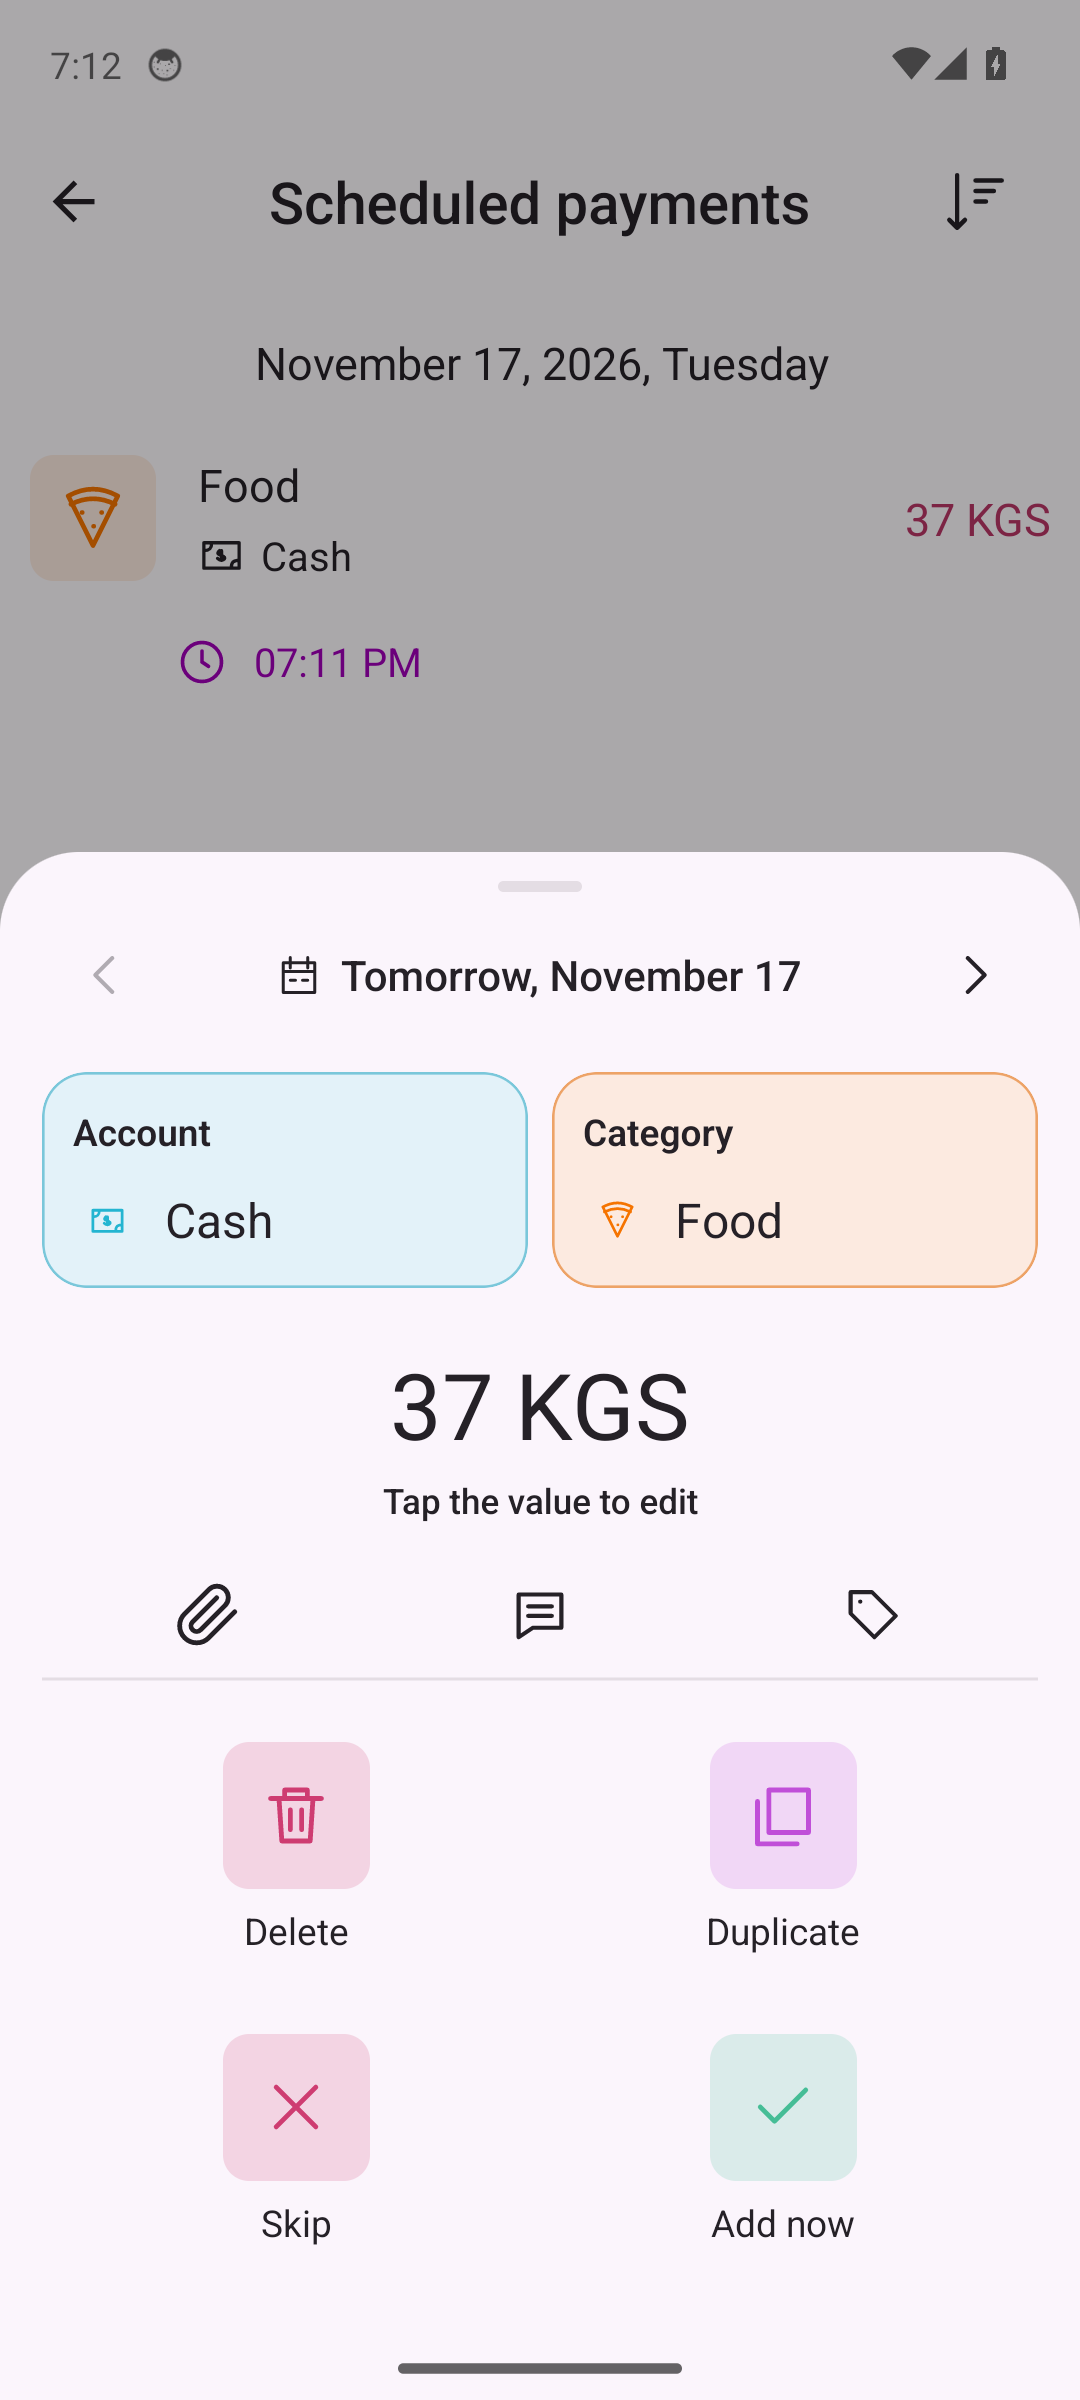 7:12
Scheduled payments
November 17, 2026, Tuesday
Food
37 KGS
Cash
07:11 PM
Tomorrow, November 17
Account
Category
Cash
Food
37 KGS
Tap the value to edit
Delete
Duplicate
Skip
Add now